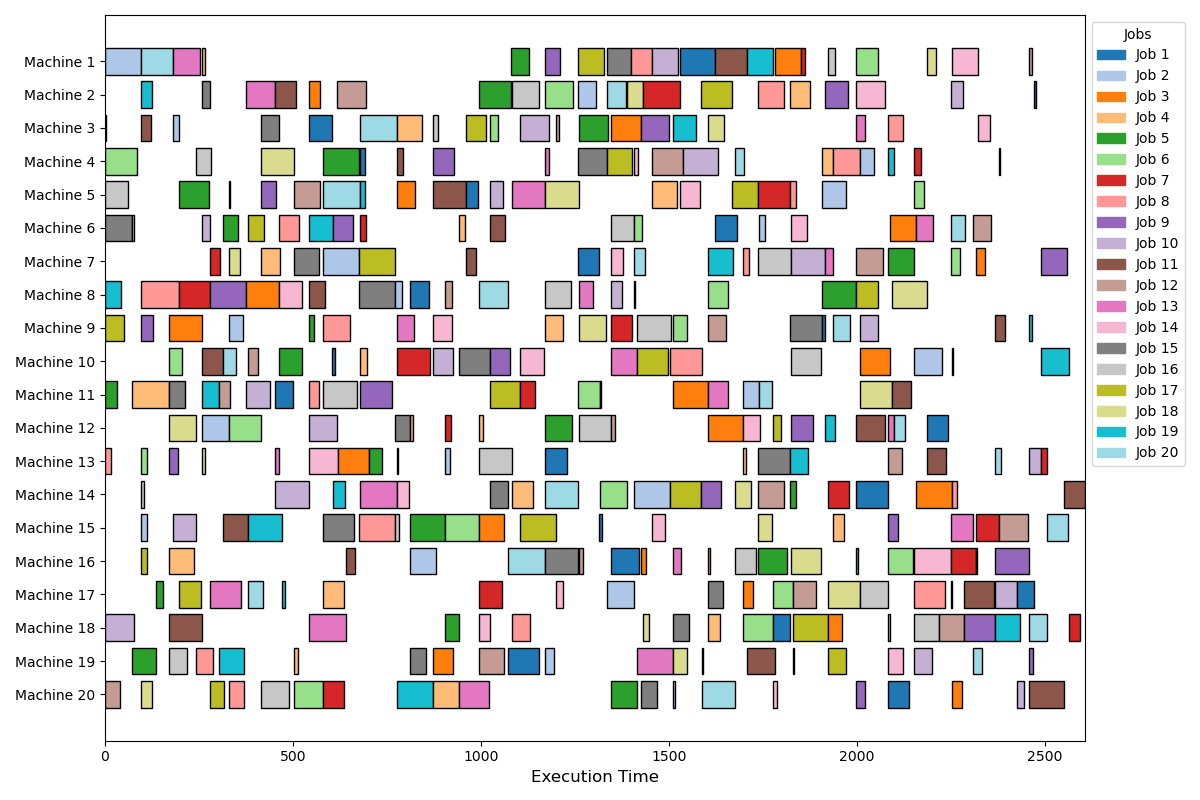 Machine 1
Machine 2
Machine 3
Machine 4
Machine 5
Machine 6
Machine 7
Machine 8
Machine 9
Machine 10
Machine 11
Machine 12
Machine 13
Machine 14
Machine 15
Machine 16
Machine 17
Machine 18
Machine 19
Machine 20
0 500 1000 1500 2000 2500
Execution Time
Jobs
Job 1
Job 2
Job 3
Job 4
Job 5
Job 6
Job 7
Job 8
Job 9
Job 10
Job 11
Job 12
Job 13
Job 14
Job 15
Job 16
Job 17
Job 18
Job 19
Job 20